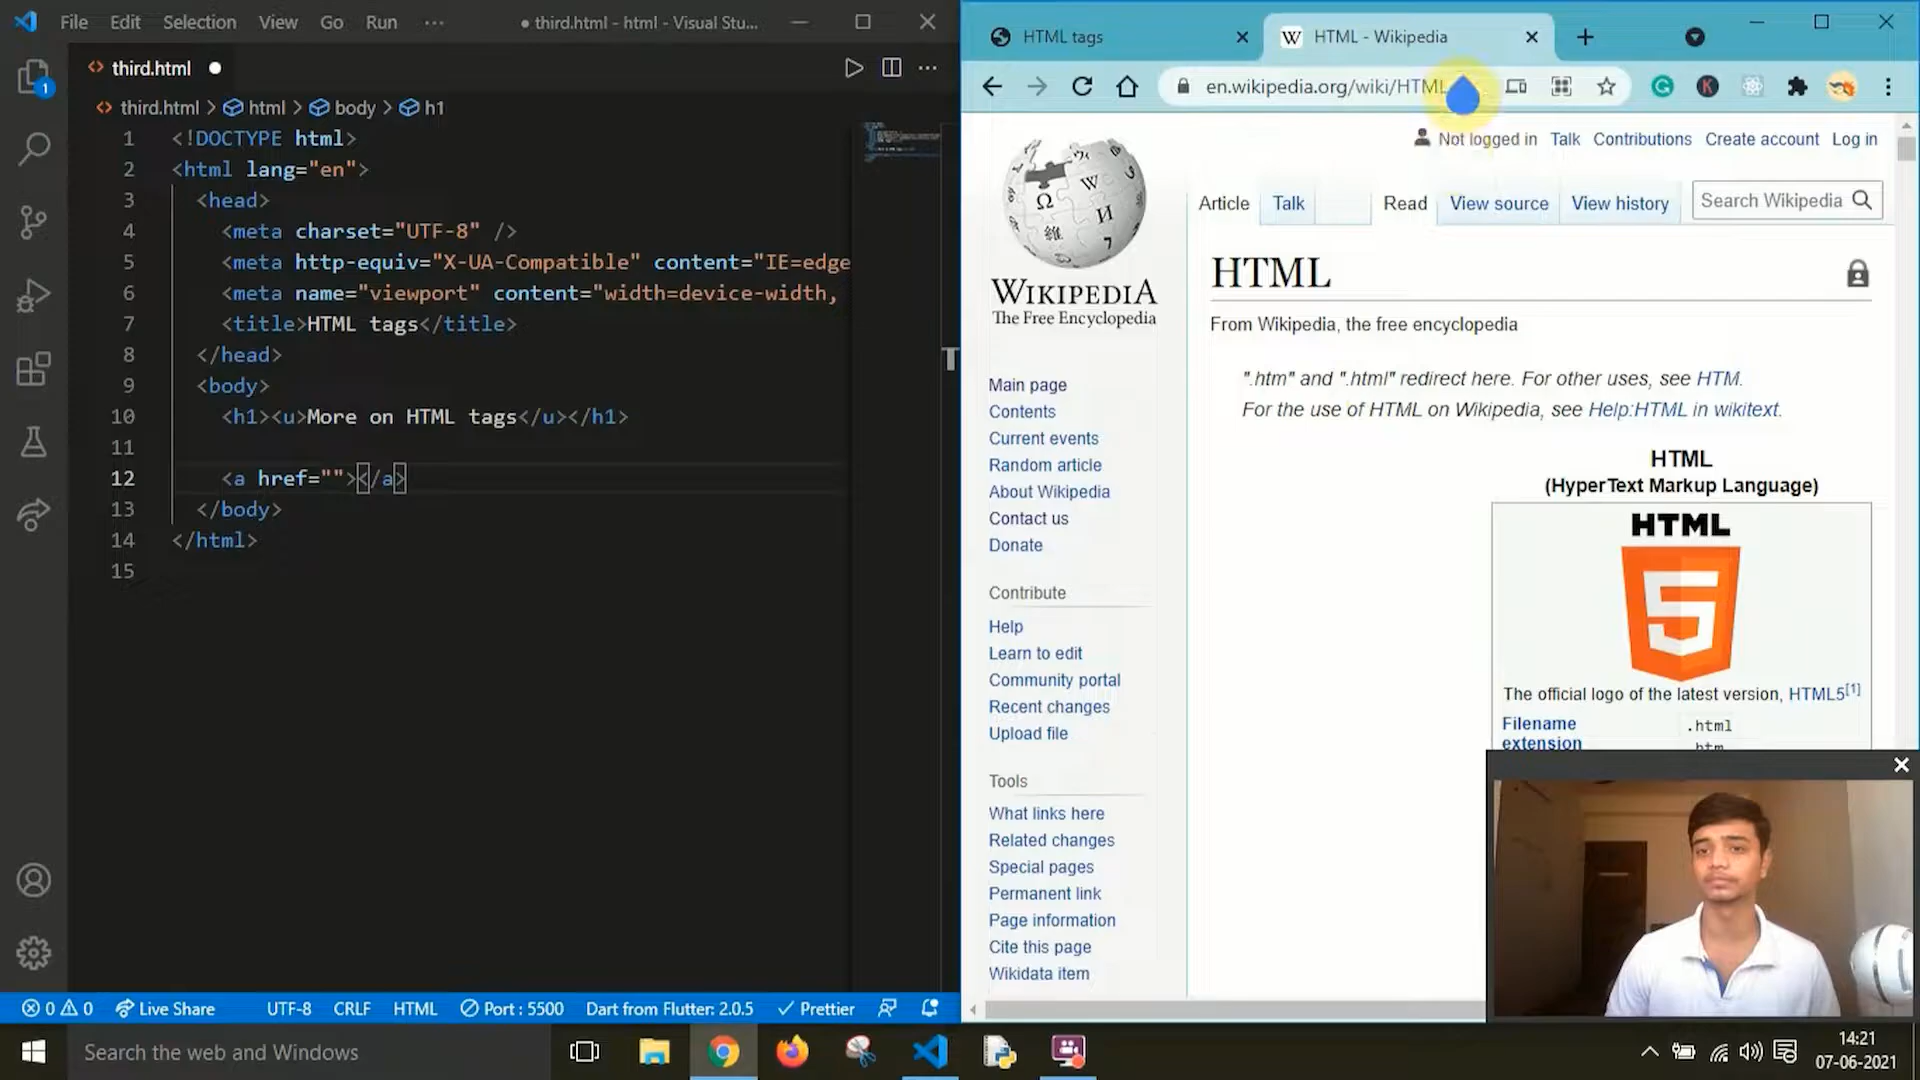 File Edit Selection View Go Run ···
● third.html - html - Visual Stu...
third.html
third.html > html > body > h1
1 <!DOCTYPE html>
2 <html lang="en">
3 <head>
4 <meta charset="UTF-8" />
5 <meta http-equiv="X-UA-Compatible" content="IE=edge
6 <meta name="viewport" content="width=device-width,
7 <title>HTML tags</title>
8 </head>
9 <body>
10 <h1><u>More on HTML tags</u></h1>
11
12 <a href=""></a>
13 </body>
14 </html>
15
1
0 0 Live Share UTF-8 CRLF HTML Port : 5500 Dart from Flutter: 2.0.5 Prettier
HTML tags
W HTML - Wikipedia
en.wikipedia.org/wiki/HTML
Not logged in Talk Contributions Create account Log in
Article Talk Read View source View history Search Wikipedia
WIKIPEDIA
The Free Encyclopedia
Main page
Contents
Current events
Random article
About Wikipedia
Contact us
Donate
Contribute
Help
Learn to edit
Community portal
Recent changes
Upload file
Tools
What links here
Related changes
Special pages
Permanent link
Page information
Cite this page
Wikidata item
HTML
From Wikipedia, the free encyclopedia
".htm" and ".html" redirect here. For other uses, see HTM.
For the use of HTML on Wikipedia, see Help:HTML in wikitext.
HTML
(HyperText Markup Language)
HTML
5
The official logo of the latest version, HTML5[1]
Filename
extension
.html
.htm
Search the web and Windows
14:21
07-06-2021